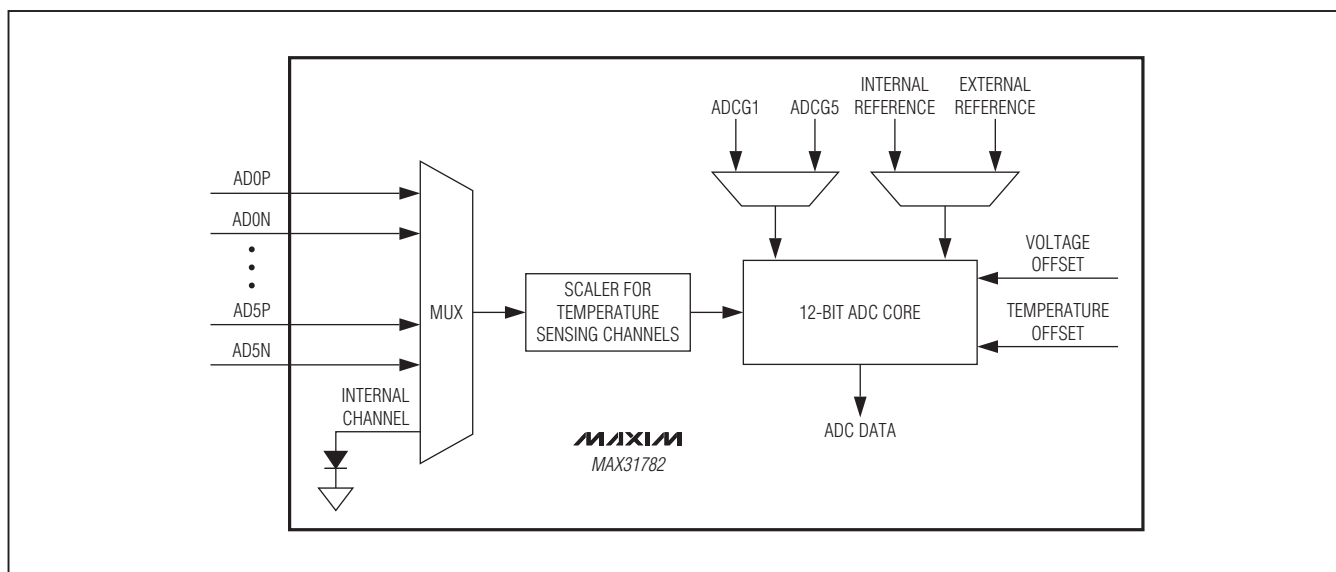 INTERNAL
REFERENCE
EXTERNAL
REFERENCE
ADCG1
ADCG5
AD0P
AD0N
AD5P
AD5N
MUX
INTERNAL
CHANNEL
SCALER FOR
TEMPERATURE
SENSING CHANNELS
12-BIT ADC CORE
VOLTAGE
OFFSET
TEMPERATURE
OFFSET
ADC DATA
MAXIM
MAX31782